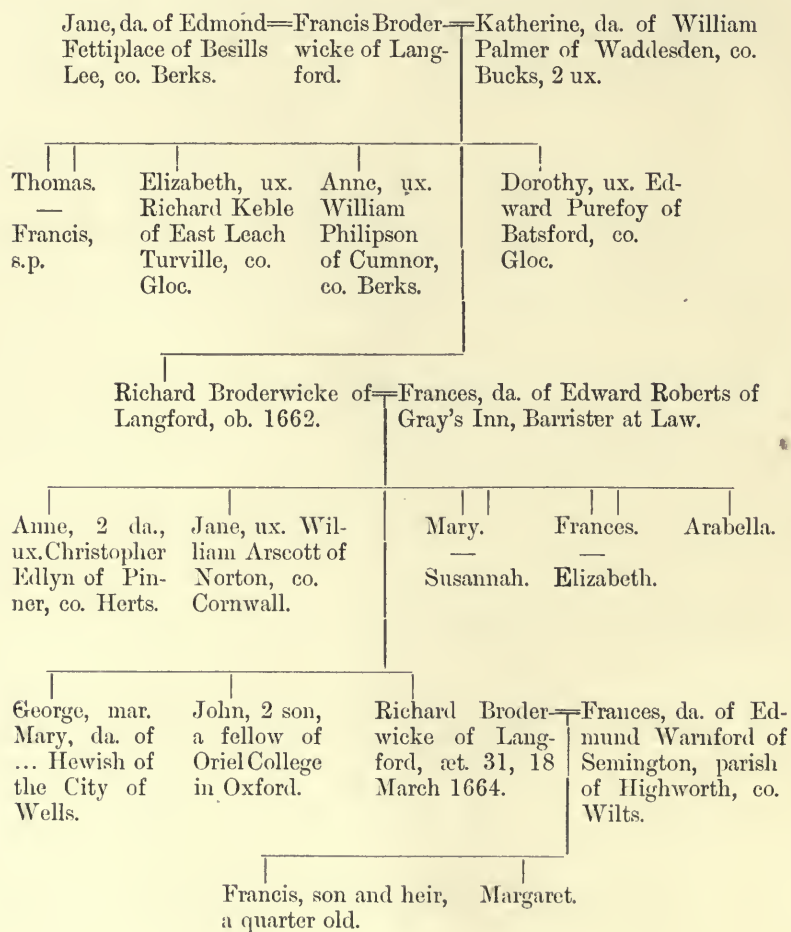 Jane, da. of Edmond
Fettiplace of Besills
Lee, co. Berks.
Francis Broder-
wicke of Lang-
ford.
Katherine, da. of William
Palmer of Waddesden, co.
Bucks, 2 ux.
Thomas.
—
Francis,
s.p.
Elizabeth, ux.
Richard Keble
of East Leach
Turville, co.
Gloc.
Anne, ux.
William
Philipson
of Cumnor,
co. Berks.
Dorothy, ux. Ed-
ward Purefoy of
Batsford, co.
Gloc.
Richard Broderwicke of
Langford, ob. 1662.
Frances, da. of Edward Roberts of
Gray's Inn, Barrister at Law.
Anne, 2 da.,
ux. Christopher
Edlyn of Pin-
ner, co. Herts.
Jane, ux. Wil-
liam Arscott of
Norton, co.
Cornwall.
Mary.
—
Susannah.
Frances.
—
Elizabeth.
Arabella.
George, mar.
Mary, da. of
... Hewish of
the City of
Wells.
John, 2 son,
a fellow of
Oriel College
in Oxford.
Richard Broder-
wicke of Lang-
ford, æt. 31, 18
March 1664.
Frances, da. of Ed-
mund Warnford of
Semington, parish
of Highworth, co.
Wilts.
Francis, son and heir,
a quarter old.
Margaret.